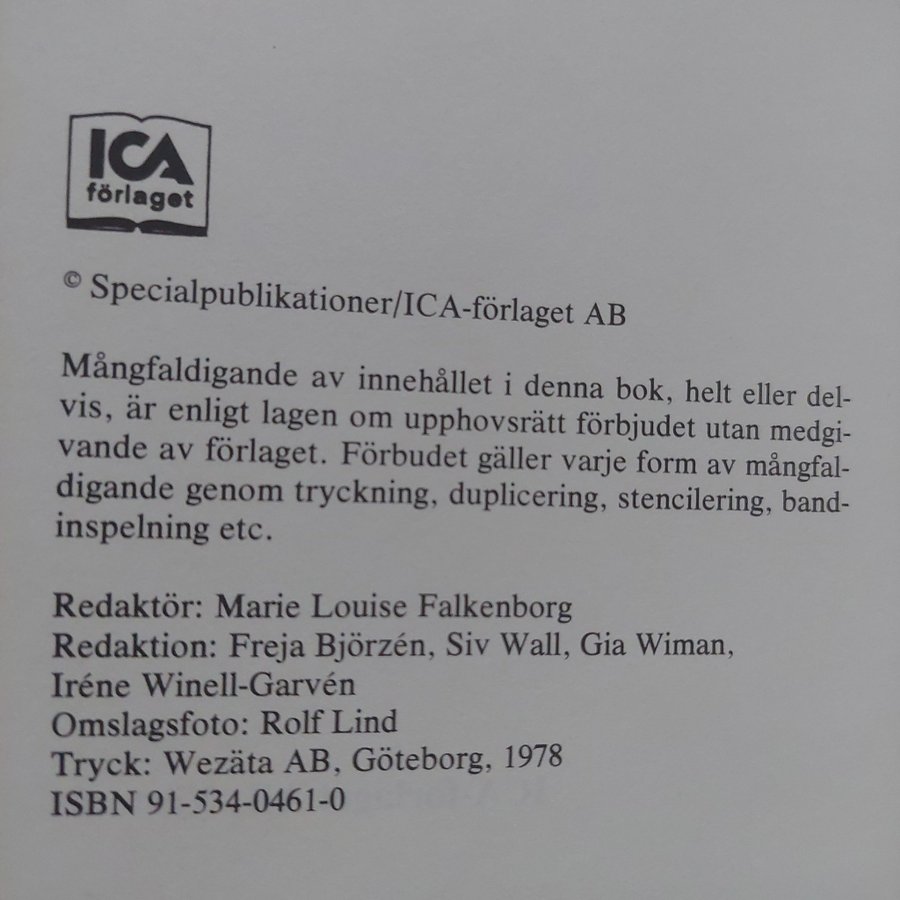 ICA
förlaget
© Specialpublikationer/ICA-förlaget AB
Mångfaldigande av innehållet i denna bok, helt eller del-
vis, är enligt lagen om upphovsrätt förbjudet utan medgi-
vande av förlaget. Förbudet gäller varje form av mångfal-
digande genom tryckning, duplicering, stencilering, band-
inspelning etc.
Redaktör: Marie Louise Falkenborg
Redaktion: Freja Björzén, Siv Wall, Gia Wiman,
Iréne Winell-Garvén
Omslagsfoto: Rolf Lind
Tryck: Wezäta AB, Göteborg, 1978
ISBN 91-534-0461-0